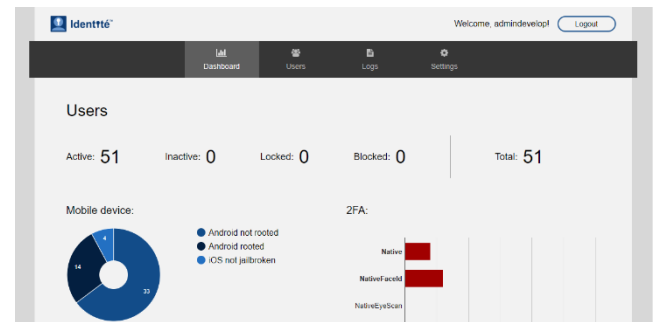 Identité™
Welcome, admindevelop! Logout
Dashboard Users Logs Settings
Users
Active: 51 Inactive: 0 Locked: 0 Blocked: 0 Total: 51
Mobile device: 2FA:
Android not rooted
Android rooted
iOS not jailbroken
4
14
33
Native
NativeFaceId
NativeEyeScan